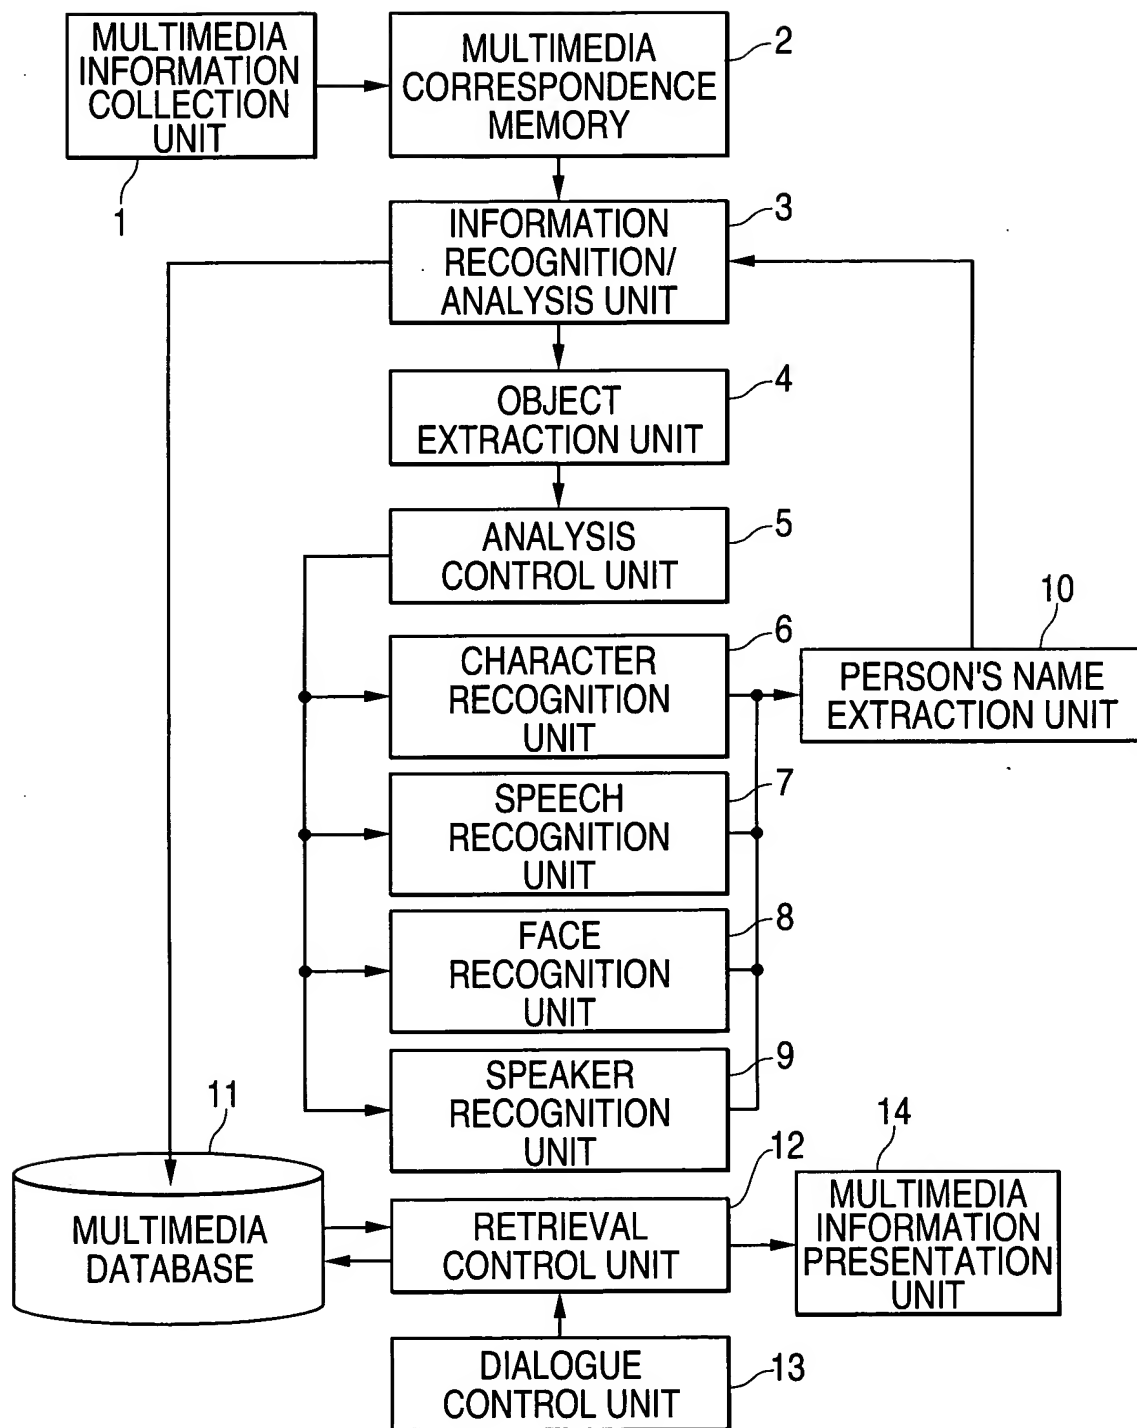 MULTIMEDIA
INFORMATION
COLLECTION
UNIT
1
MULTIMEDIA
CORRESPONDENCE
MEMORY
2
INFORMATION
RECOGNITION/
ANALYSIS UNIT
3
OBJECT
EXTRACTION UNIT
4
ANALYSIS
CONTROL UNIT
5
CHARACTER
RECOGNITION
UNIT
6
10
PERSON'S NAME
EXTRACTION UNIT
SPEECH
RECOGNITION
UNIT
7
FACE
RECOGNITION
UNIT
8
SPEAKER
RECOGNITION
UNIT
9
11
MULTIMEDIA
DATABASE
RETRIEVAL
CONTROL UNIT
12
14
MULTIMEDIA
INFORMATION
PRESENTATION
UNIT
DIALOGUE
CONTROL UNIT
13